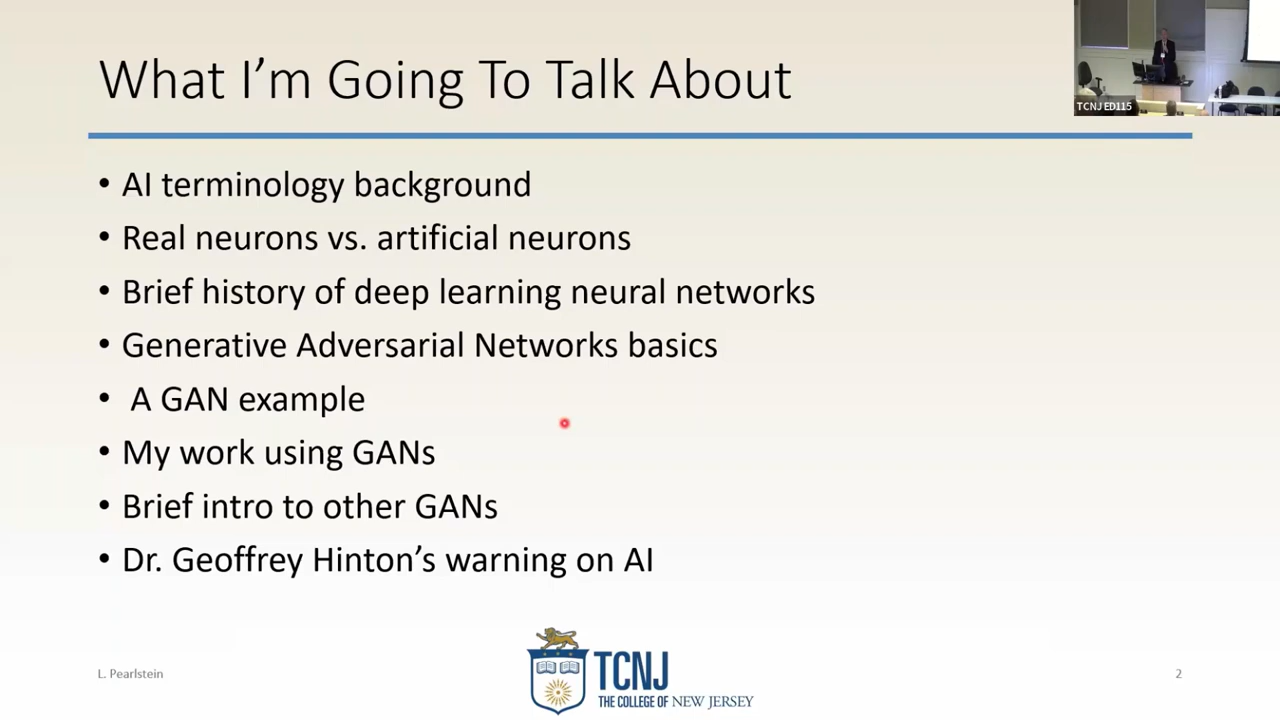 What I'm Going To Talk About
TCNJ ED115
• AI terminology background
• Real neurons vs. artificial neurons
• Brief history of deep learning neural networks
• Generative Adversarial Networks basics
• A GAN example
• My work using GANs
• Brief intro to other GANs
• Dr. Geoffrey Hinton's warning on AI
L. Pearlstein
TCNJ
THE COLLEGE OF NEW JERSEY
2